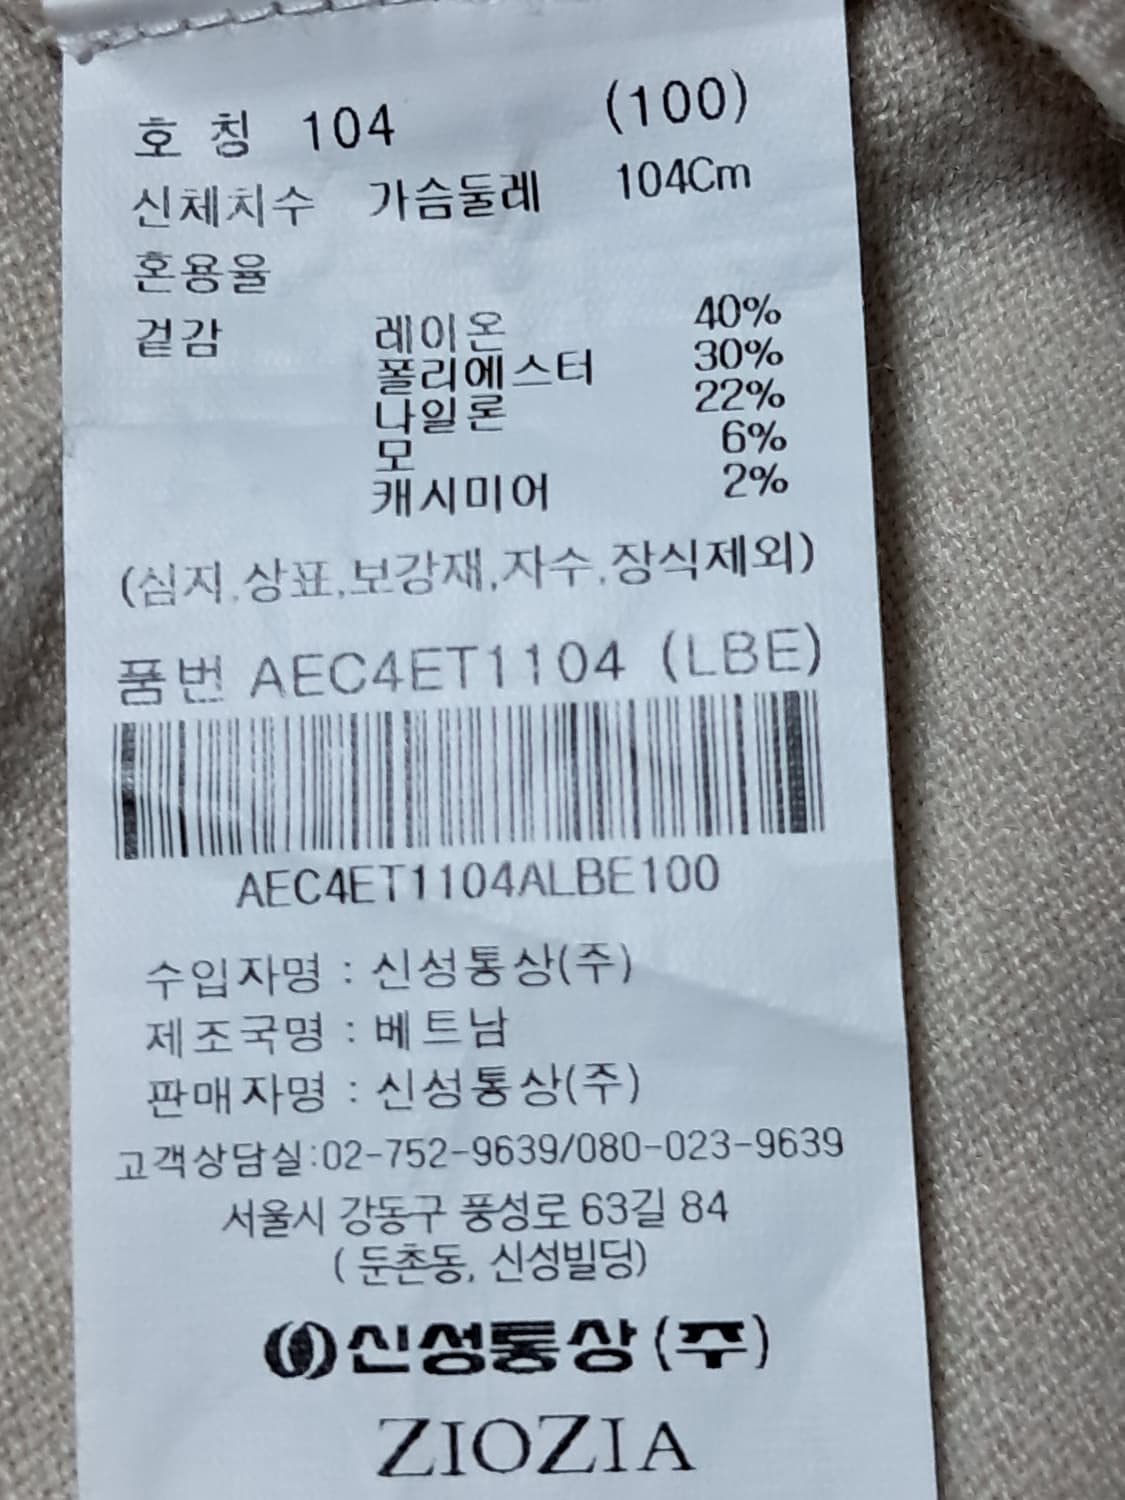 호 칭 104 (100)
신체치수 가슴둘레 104Cm
혼용율
겉감 레이온 40%
폴리에스터 30%
나일론 22%
모 6%
캐시미어 2%
(심지,상표,보강재,자수,장식제외)
품번 AEC4ET1104 (LBE)
AEC4ET1104ALBE100
수입자명 : 신성통상(주)
제조국명 : 베트남
판매자명 : 신성통상(주)
고객상담실:02-752-9639/080-023-9639
서울시 강동구 풍성로 63길 84
( 둔촌동, 신성빌딩)
신성통상(주)
ZIOZIA